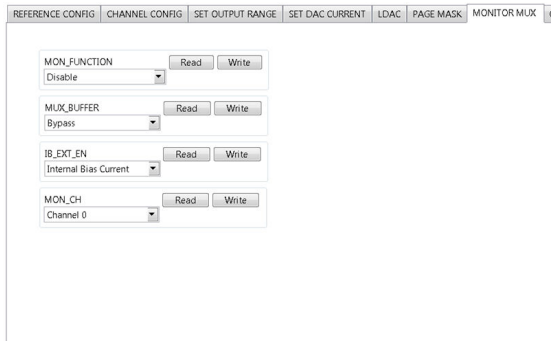 REFERENCE CONFIG CHANNEL CONFIG SET OUTPUT RANGE SET DAC CURRENT LDAC PAGE MASK MONITOR MUX
MON_FUNCTION Read Write
Disable
MUX_BUFFER Read Write
Bypass
IB_EXT_EN Read Write
Internal Bias Current
MON_CH Read Write
Channel 0